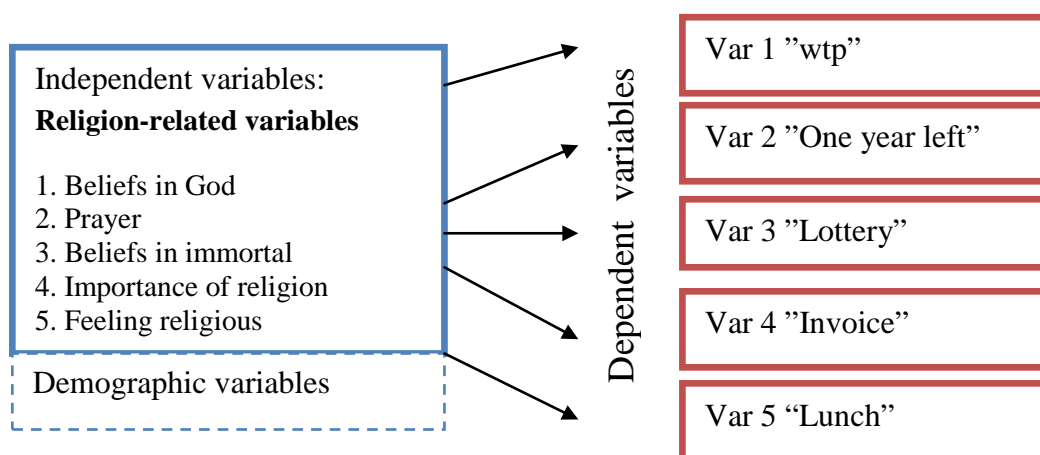 Independent variables:
Religion-related variables
1. Beliefs in God
2. Prayer
3. Beliefs in immortal
4. Importance of religion
5. Feeling religious
Demographic variables
Dependent variables
Var 1 ”wtp”
Var 2 ”One year left”
Var 3 ”Lottery”
Var 4 ”Invoice”
Var 5 “Lunch”